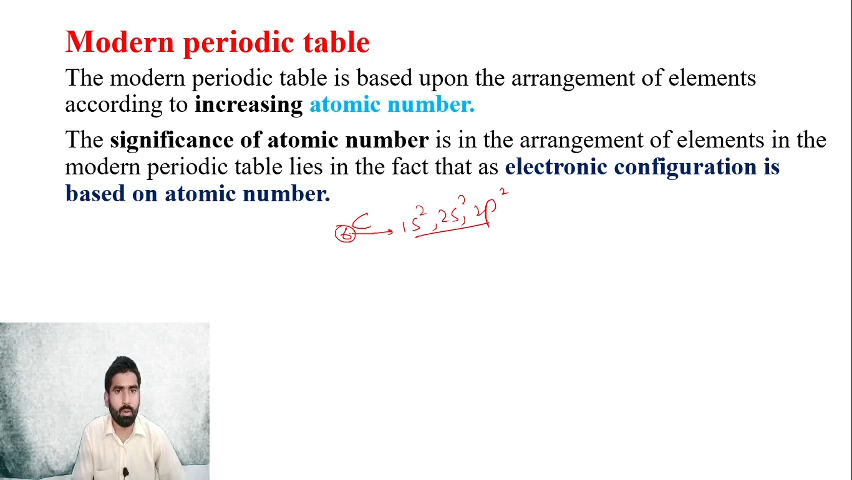 Modern periodic table
The modern periodic table is based upon the arrangement of elements
according to increasing atomic number.
The significance of atomic number is in the arrangement of elements in the
modern periodic table lies in the fact that as electronic configuration is
based on atomic number.
6C → 1s², 2s², 2p²